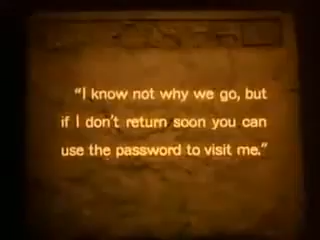 "I know not why we go, but
if I don't return soon you can
use the password to visit me."